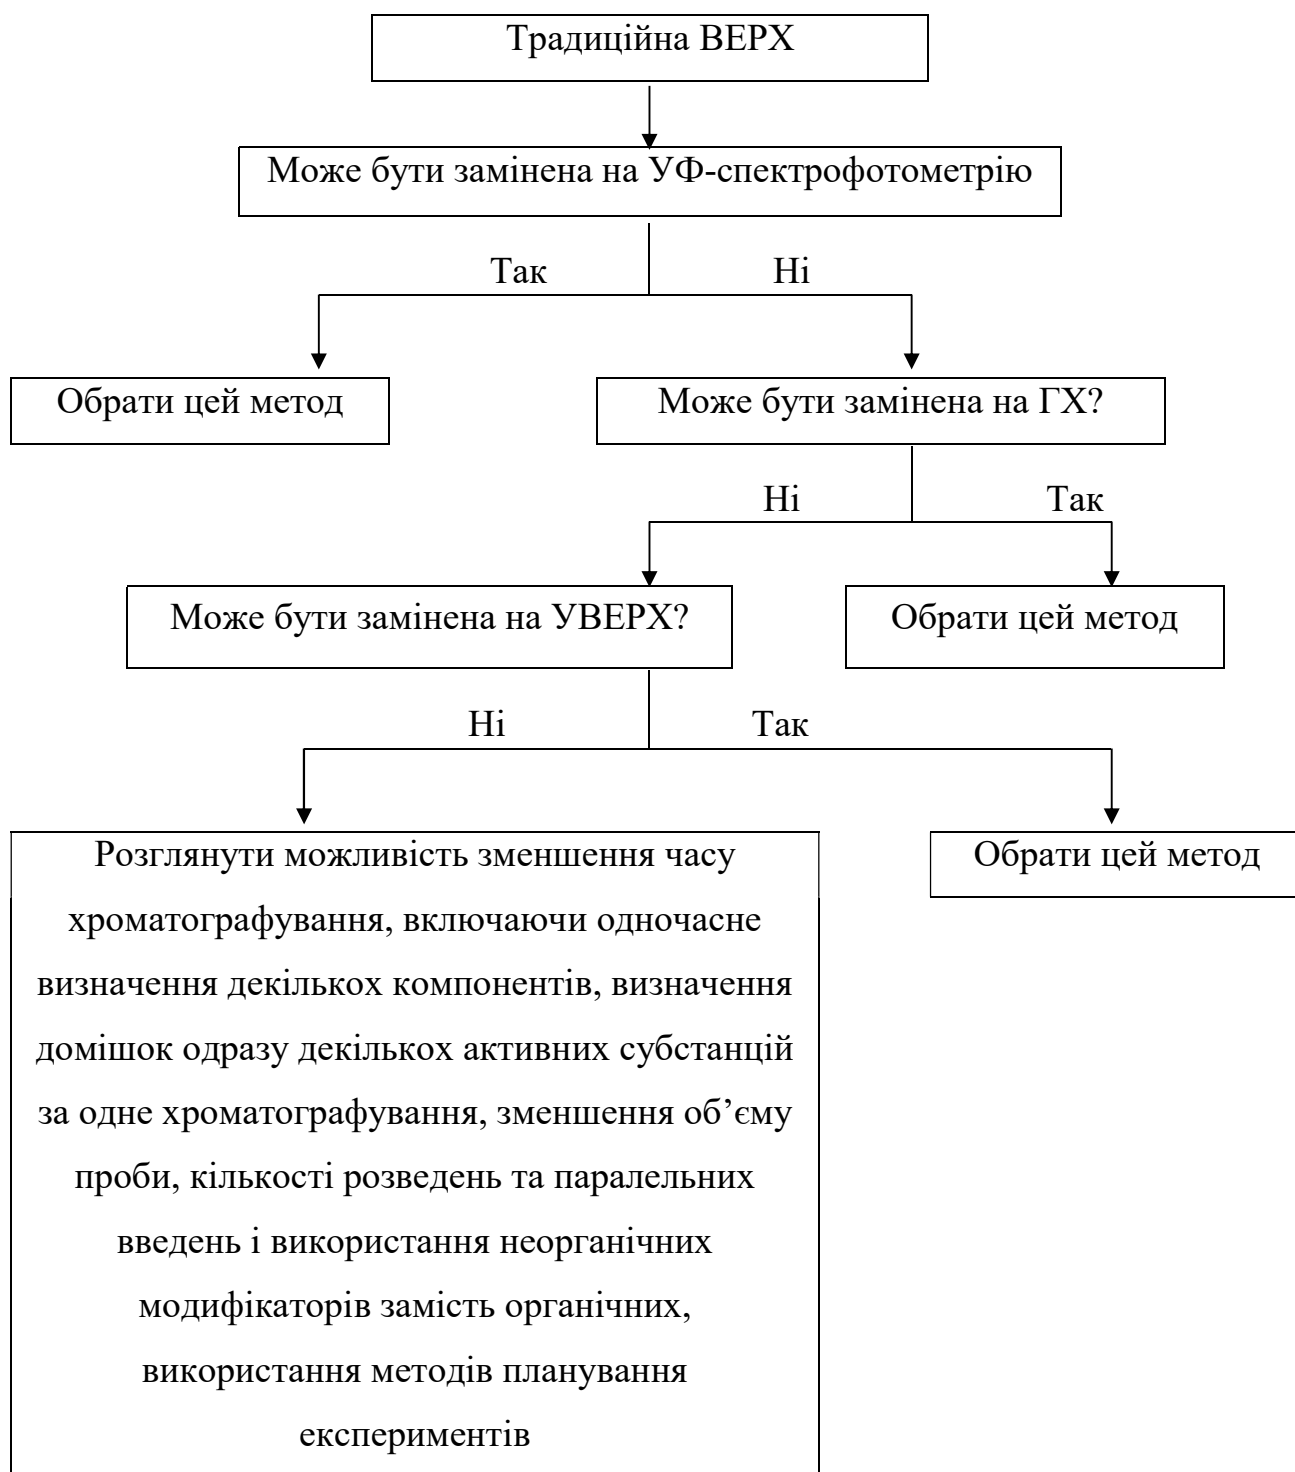 Традиційна ВЕРХ
Може бути замінена на УФ-спектрофотометрію
Так
Ні
Обрати цей метод
Може бути замінена на ГХ?
Ні
Так
Може бути замінена на УВЕРХ?
Обрати цей метод
Ні
Так
Розглянути можливість зменшення часу
хроматографування, включаючи одночасне
визначення декількох компонентів, визначення
домішок одразу декількох активних субстанцій
за одне хроматографування, зменшення об’єму
проби, кількості розведень та паралельних
введень і використання неорганічних
модифікаторів замість органічних,
використання методів планування
експериментів
Обрати цей метод